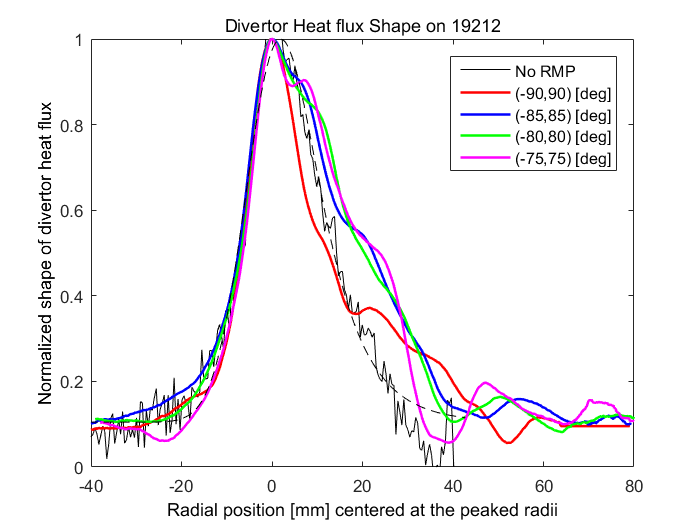 Divertor Heat flux Shape on 19212
Normalized shape of divertor heat flux
1
0.8
0.6
0.4
0.2
0
No RMP
(-90,90) [deg]
(-85,85) [deg]
(-80,80) [deg]
(-75,75) [deg]
-40 -20 0 20 40 60 80
Radial position [mm] centered at the peaked radii